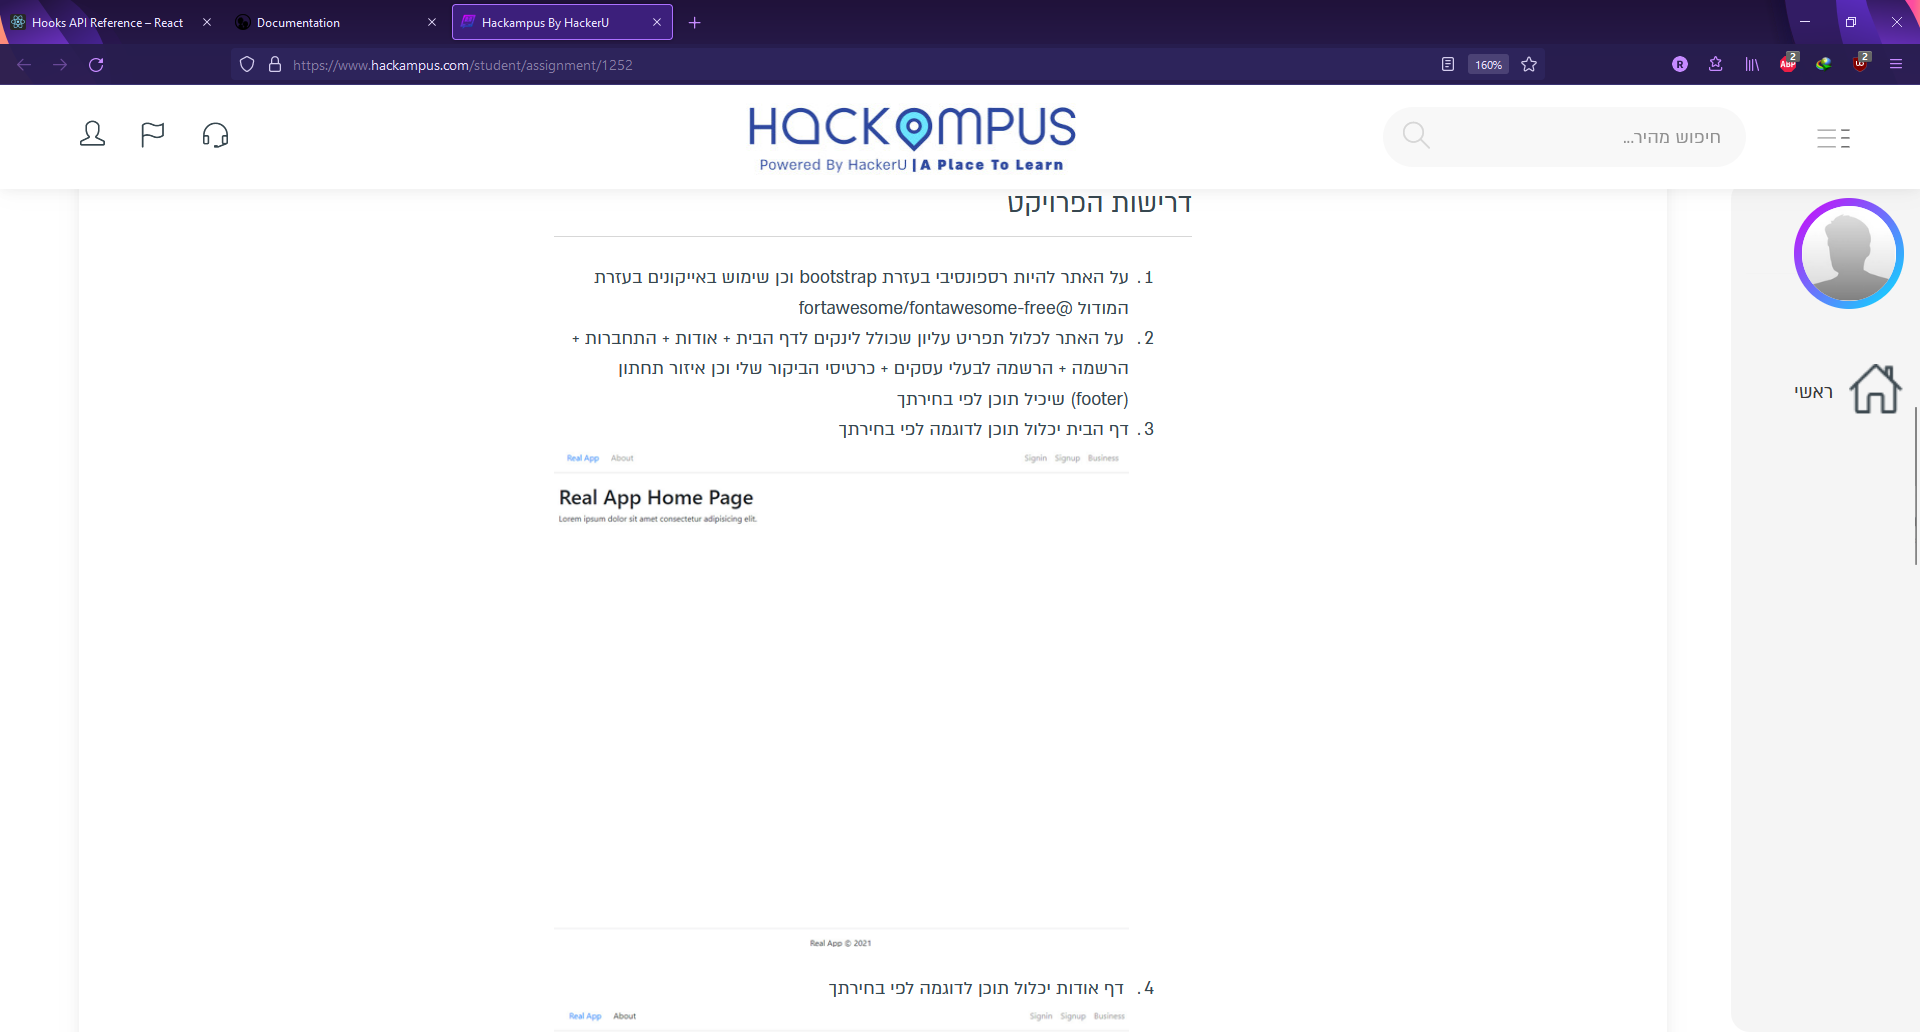 Hooks API Reference – React
Documentation
Hackampus By HackerU
https://www.hackampus.com/student/assignment/1252
160%
R
ABP
2
2
HACKAMPUS
Powered By HackerU | A Place To Learn
חיפוש מהיר...
ראשי
דרישות הפרויקט
1. על האתר להיות רספונסיבי בעזרת bootstrap וכן שימוש באייקונים בעזרת
המודול @fortawesome/fontawesome-free
2. על האתר לכלול תפריט עליון שכולל לינקים לדף הבית + אודות + התחברות +
הרשמה + הרשמה לבעלי עסקים + כרטיסי הביקור שלי וכן איזור תחתון
(footer) שיכיל תוכן לפי בחירתך
3. דף הבית יכלול תוכן לדוגמה לפי בחירתך
Real App About Signin Signup Business
Real App Home Page
Lorem ipsum dolor sit amet consectetur adipisicing elit.
Real App © 2021
4. דף אודות יכלול תוכן לדוגמה לפי בחירתך
Real App About Signin Signup Business